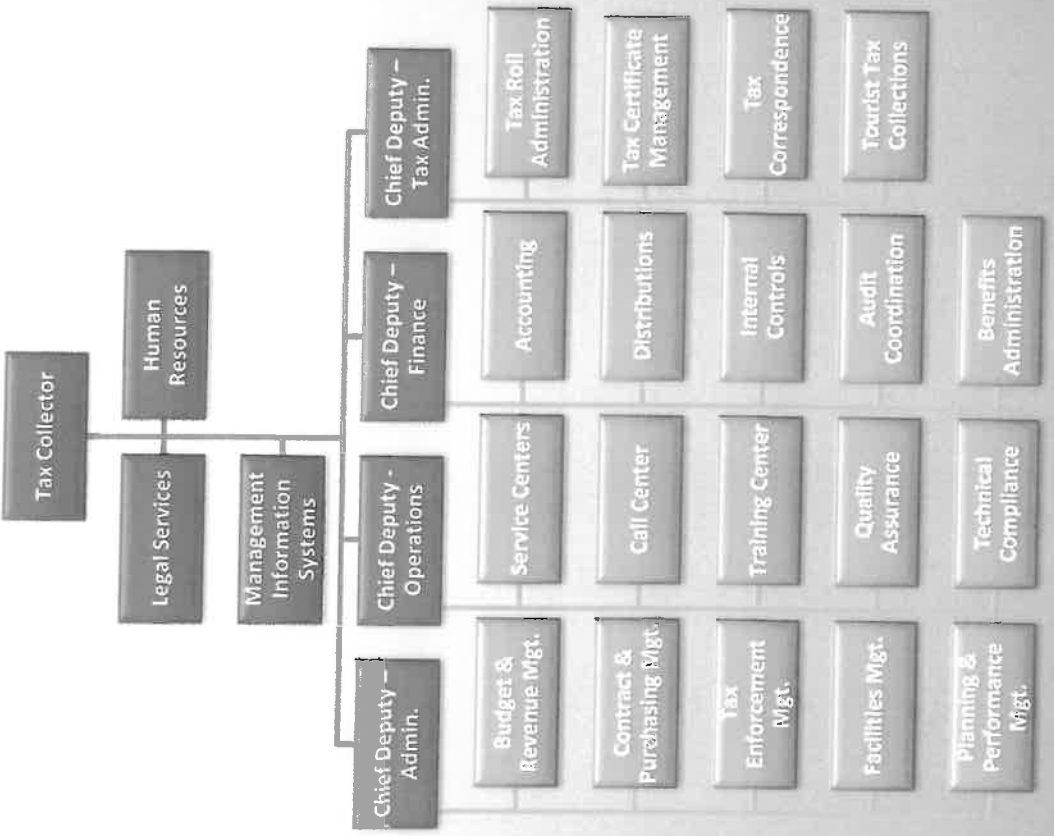 Tax Collector
Legal Services
Human
Resources
Management
Information
Systems
Chief Deputy –
Admin.
Chief Deputy -
Operations
Chief Deputy –
Finance
Chief Deputy –
Tax Admin.
Budget &
Revenue Mgt.
Contract &
Purchasing Mgt.
Tax
Enforcement
Mgt.
Facilities Mgt.
Planning &
Performance
Mgt.
Service Centers
Call Center
Training Center
Quality
Assurance
Technical
Compliance
Accounting
Distributions
Internal
Controls
Audit
Coordination
Benefits
Administration
Tax Roll
Administration
Tax Certificate
Management
Tax
Correspondence
Tourist Tax
Collections